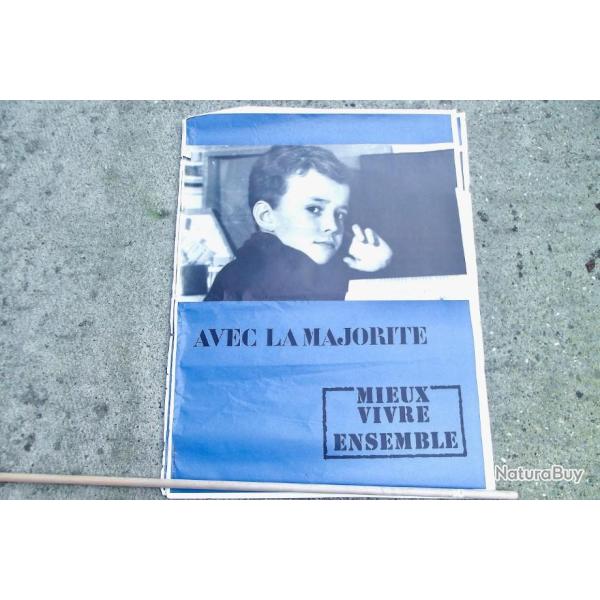 AVEC LA MAJORITE
MIEUX
VIVRE
ENSEMBLE
NaturaBuy